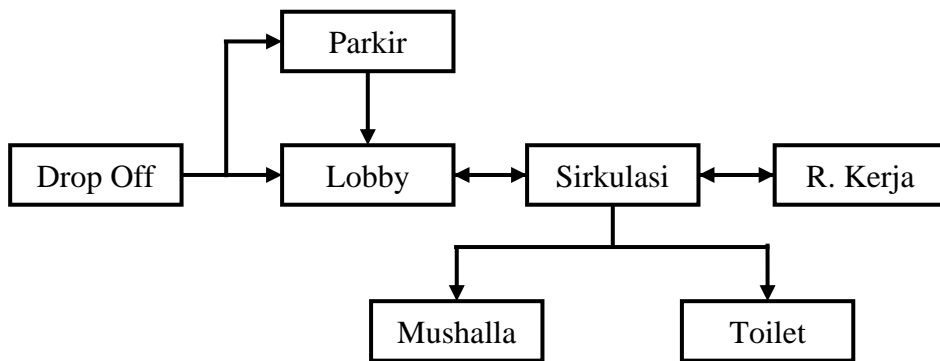 Parkir
Drop Off
Lobby
Sirkulasi
R. Kerja
Mushalla
Toilet